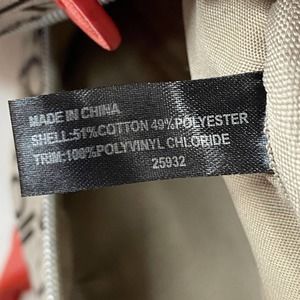 MADE IN CHINA
SHELL:51%COTTON 49%POLYESTER
TRIM:100%POLYVINYL CHLORIDE
25932